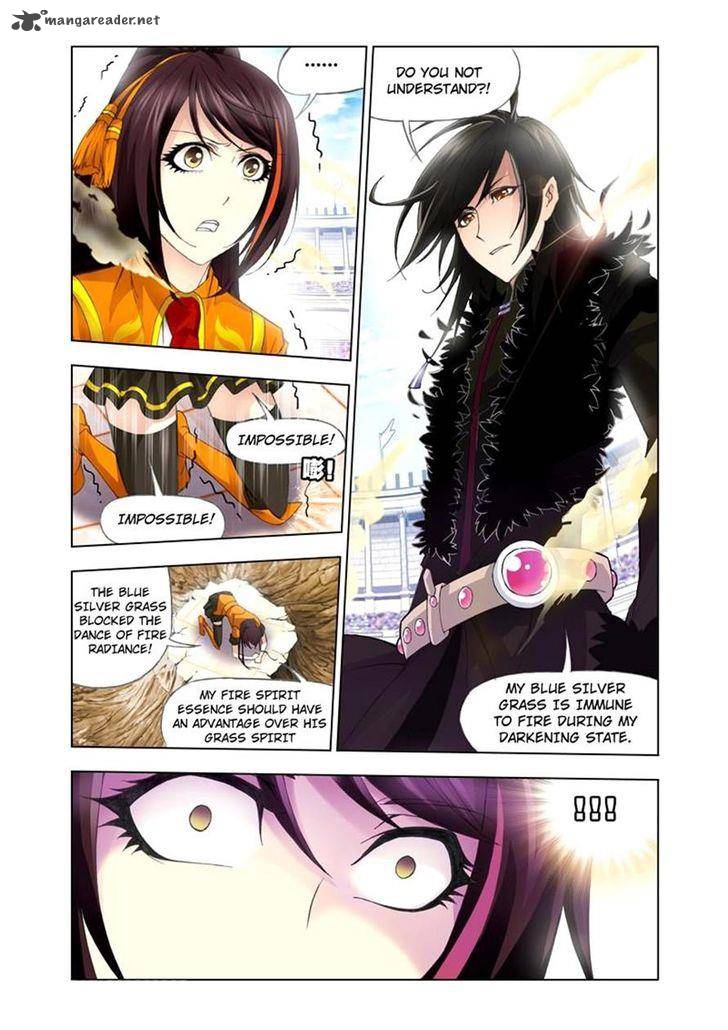 mangareader.net
......
DO YOU NOT
UNDERSTAND?!
IMPOSSIBLE!
嘭!
IMPOSSIBLE!
THE BLUE
SILVER GRASS
BLOCKED THE
DANCE OF FIRE
RADIANCE!
MY FIRE SPIRIT
ESSENCE SHOULD HAVE
AN ADVANTAGE OVER HIS
GRASS SPIRIT
MY BLUE SILVER
GRASS IS IMMUNE
TO FIRE DURING MY
DARKENING STATE.
!!!